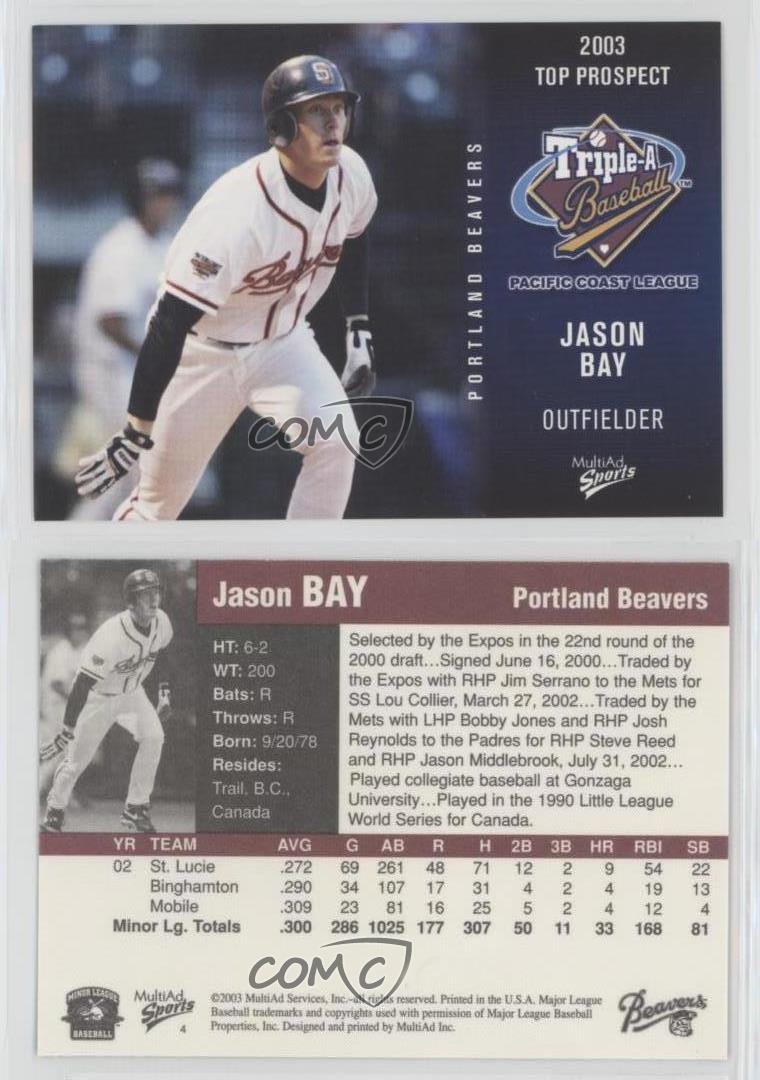 2003
TOP PROSPECT
Triple-A
Baseball
TM
PACIFIC COAST LEAGUE
PORTLAND BEAVERS
JASON
BAY
OUTFIELDER
MultiAd
Sports
S
Beavers
COMC
Jason BAY
Portland Beavers
HT: 6-2
WT: 200
Bats: R
Throws: R
Born: 9/20/78
Resides:
Trail, B.C.,
Canada
Selected by the Expos in the 22nd round of the
2000 draft...Signed June 16, 2000...Traded by
the Expos with RHP Jim Serrano to the Mets for
SS Lou Collier, March 27, 2002...Traded by the
Mets with LHP Bobby Jones and RHP Josh
Reynolds to the Padres for RHP Steve Reed
and RHP Jason Middlebrook, July 31, 2002...
Played collegiate baseball at Gonzaga
University...Played in the 1990 Little League
World Series for Canada.
YR TEAM AVG G AB R H 2B 3B HR RBI SB
02 St. Lucie .272 69 261 48 71 12 2 9 54 22
Binghamton .290 34 107 17 31 4 2 4 19 13
Mobile .309 23 81 16 25 5 2 4 12 4
Minor Lg. Totals .300 286 1025 177 307 50 11 33 168 81
COMC
MINOR LEAGUE
BASEBALL
MultiAd
Sports
4
©2003 MultiAd Services, Inc.-all rights reserved. Printed in the U.S.A. Major League
Baseball trademarks and copyrights used with permission of Major League Baseball
Properties, Inc. Designed and printed by MultiAd Inc.
Beavers